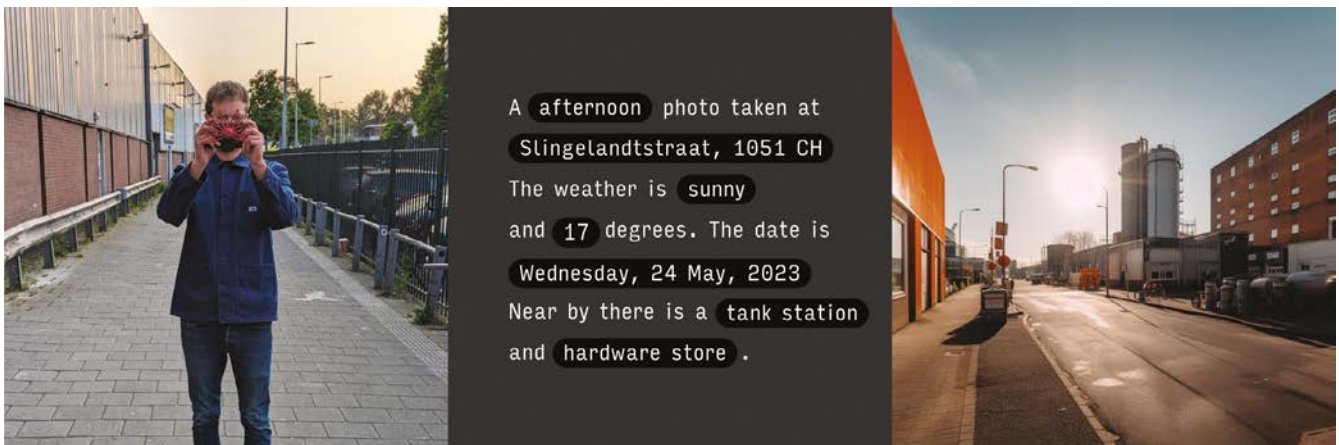 A afternoon photo taken at
Slingelandtstraat, 1051 CH
The weather is sunny
and 17 degrees. The date is
Wednesday, 24 May, 2023
Near by there is a tank station
and hardware store .